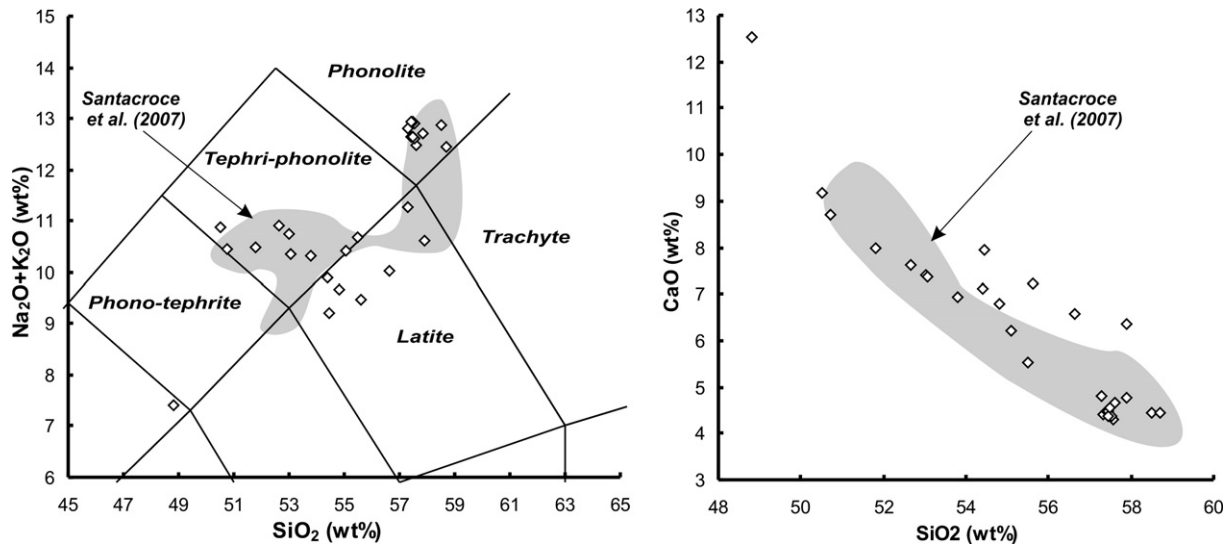 15
14
13
12
11
10
9
8
7
6
Na₂O+K₂O (wt%)
45 49 51 53 55 57 59 61 63 65
SiO₂ (wt%)
Phonolite
Santacroce
et al. (2007)
Tephri-phonolite
Trachyte
Phono-tephrite
Latite
13
12
11
10
9
8
7
6
5
4
3
CaO (wt%)
48 50 52 54 56 58 60
SiO2 (wt%)
Santacroce
et al. (2007)